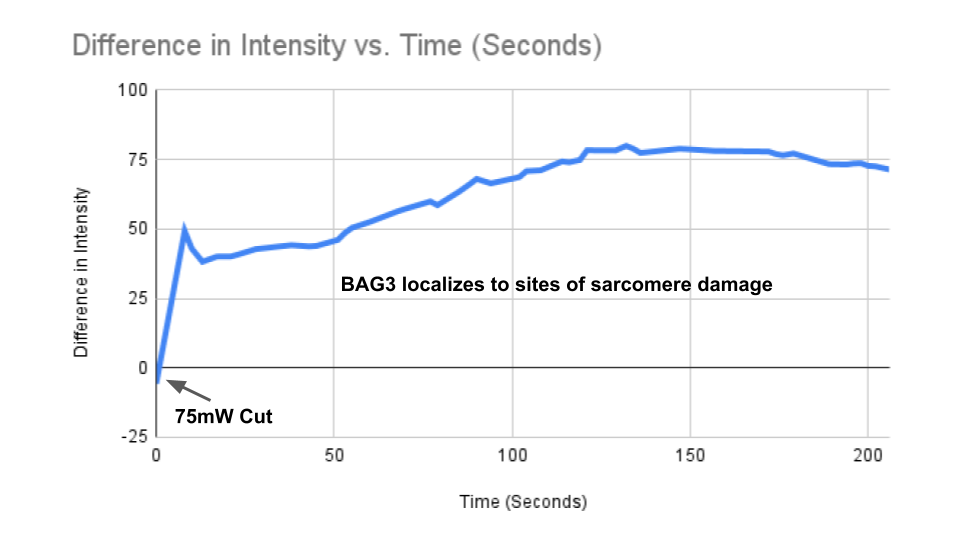 Difference in Intensity vs. Time (Seconds)
100
75
50
25
0
-25
Difference in Intensity
BAG3 localizes to sites of sarcomere damage
75mW Cut
0
50
100
150
200
Time (Seconds)